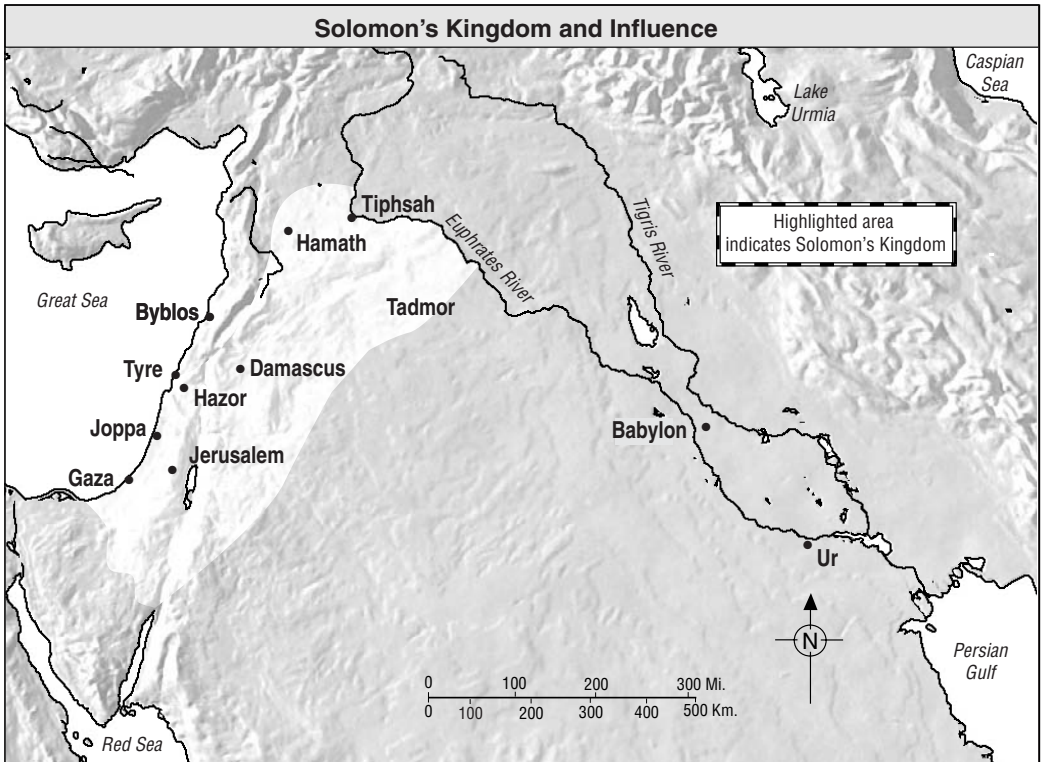 Solomon's Kingdom and Influence
Caspian
Sea
Lake
Urmia
Tiphsah
Hamath
Euphrates River
Tigris River
Highlighted area
indicates Solomon's Kingdom
Great Sea
Byblos
Tadmor
Tyre
Damascus
Hazor
Joppa
Babylon
Jerusalem
Gaza
Ur
N
Persian
Gulf
0 100 200 300 Mi.
0 100 200 300 400 500 Km.
Red Sea